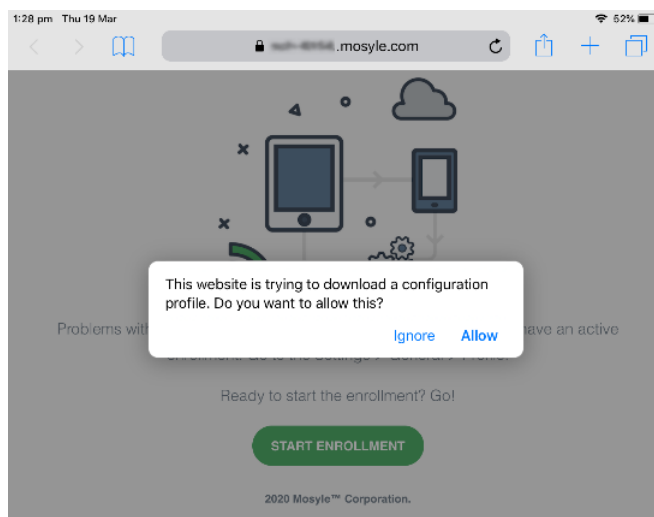 1:28 pm Thu 19 Mar
52%
.mosyle.com
This website is trying to download a configuration
profile. Do you want to allow this?
Ignore Allow
Problems with have an active
Ready to start the enrollment? Go!
START ENROLLMENT
2020 Mosyle™ Corporation.